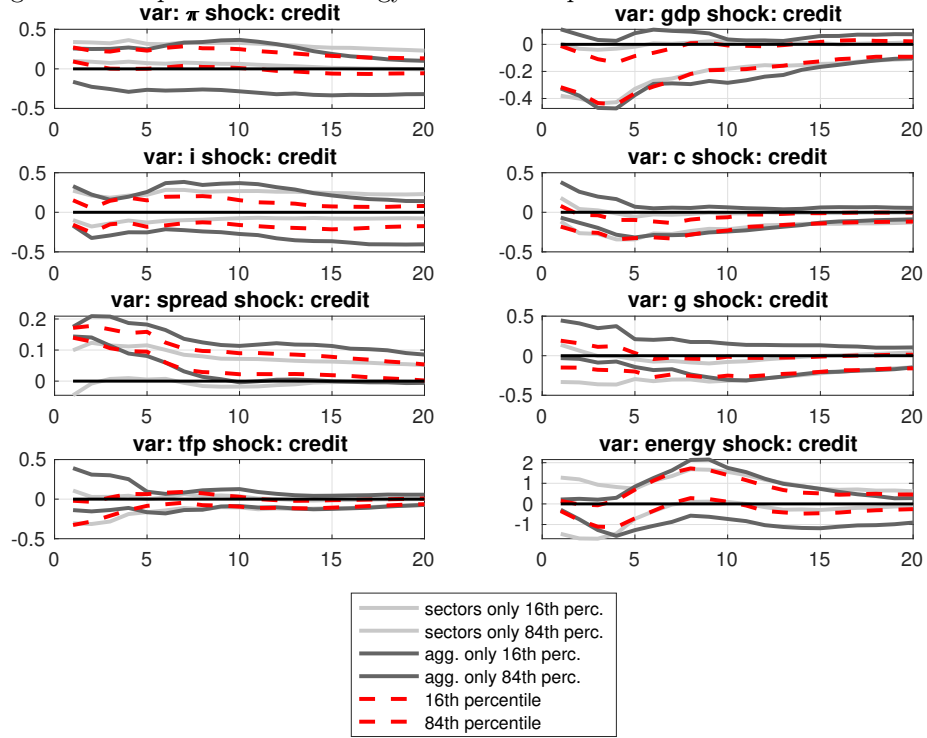 var: π shock: credit
0.5
0
-0.5
0 5 10 15 20
var: gdp shock: credit
0
-0.2
-0.4
0 5 10 15 20
var: i shock: credit
0.5
0
-0.5
0 5 10 15 20
var: c shock: credit
0.5
0
-0.5
0 5 10 15 20
var: spread shock: credit
0.2
0.1
0
0 5 10 15 20
var: g shock: credit
0.5
0
-0.5
0 5 10 15 20
var: tfp shock: credit
0.5
0
-0.5
0 5 10 15 20
var: energy shock: credit
2
1
0
-1
0 5 10 15 20
sectors only 16th perc.
sectors only 84th perc.
agg. only 16th perc.
agg. only 84th perc.
16th percentile
84th percentile